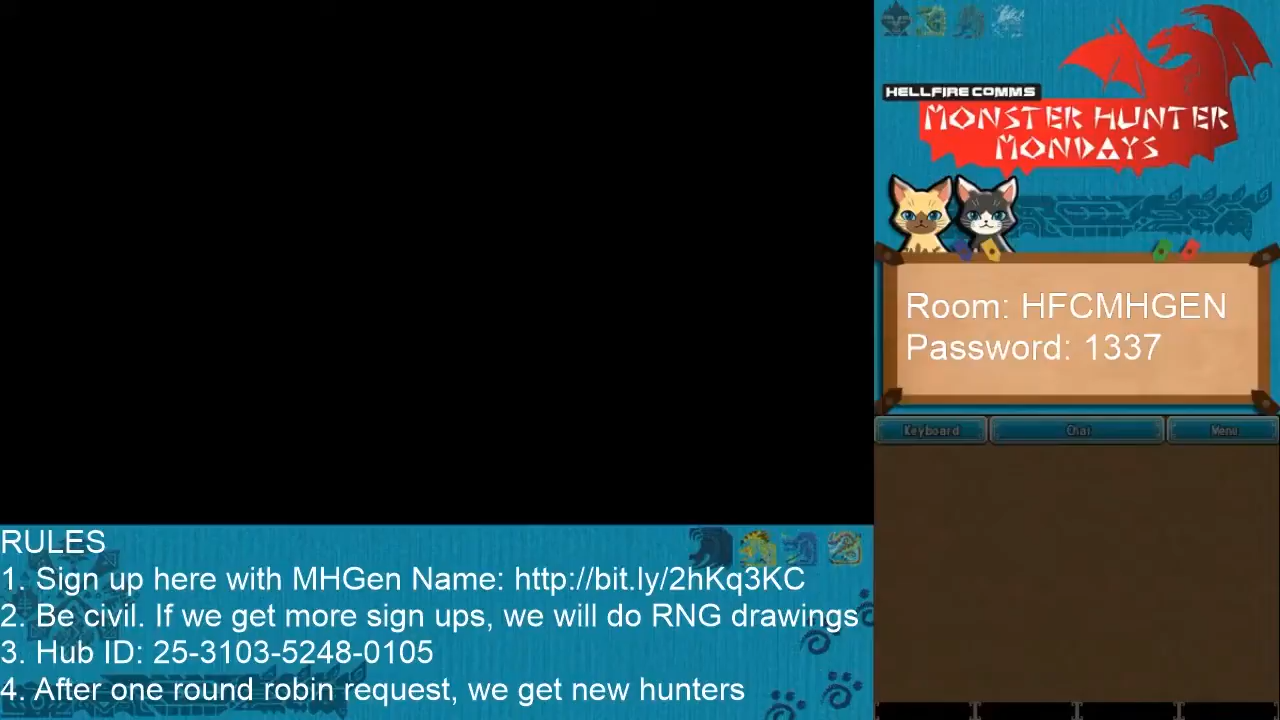 HELLFIRE COMMS
MONSTER HUNTER
MONDAYS
Room: HFCMHGEN
Password: 1337
Keyboard
Chat
Menu
RULES
1. Sign up here with MHGen Name: http://bit.ly/2hKq3KC
2. Be civil. If we get more sign ups, we will do RNG drawings
3. Hub ID: 25-3103-5248-0105
4. After one round robin request, we get new hunters